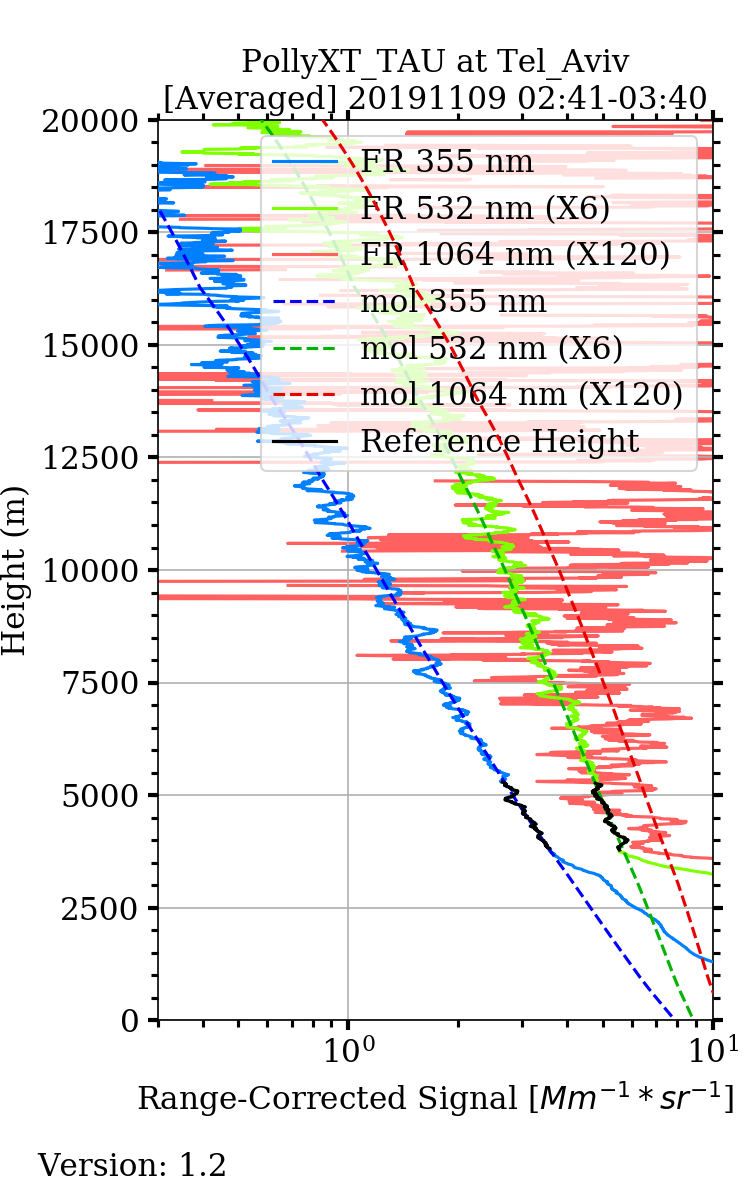 PollyXT_TAU at Tel_Aviv
[Averaged] 20191109 02:41-03:40
20000
17500
15000
12500
10000
7500
5000
2500
0
Height (m)
FR 355 nm
FR 532 nm (X6)
FR 1064 nm (X120)
mol 355 nm
mol 532 nm (X6)
mol 1064 nm (X120)
Reference Height
10⁰ 10¹
Range-Corrected Signal [Mm⁻¹ * sr⁻¹]
Version: 1.2